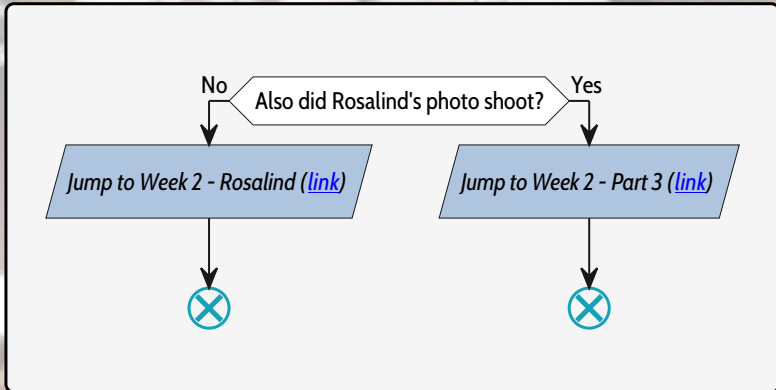 No
Also did Rosalind's photo shoot?
Yes
Jump to Week 2 - Rosalind (link)
Jump to Week 2 - Part 3 (link)